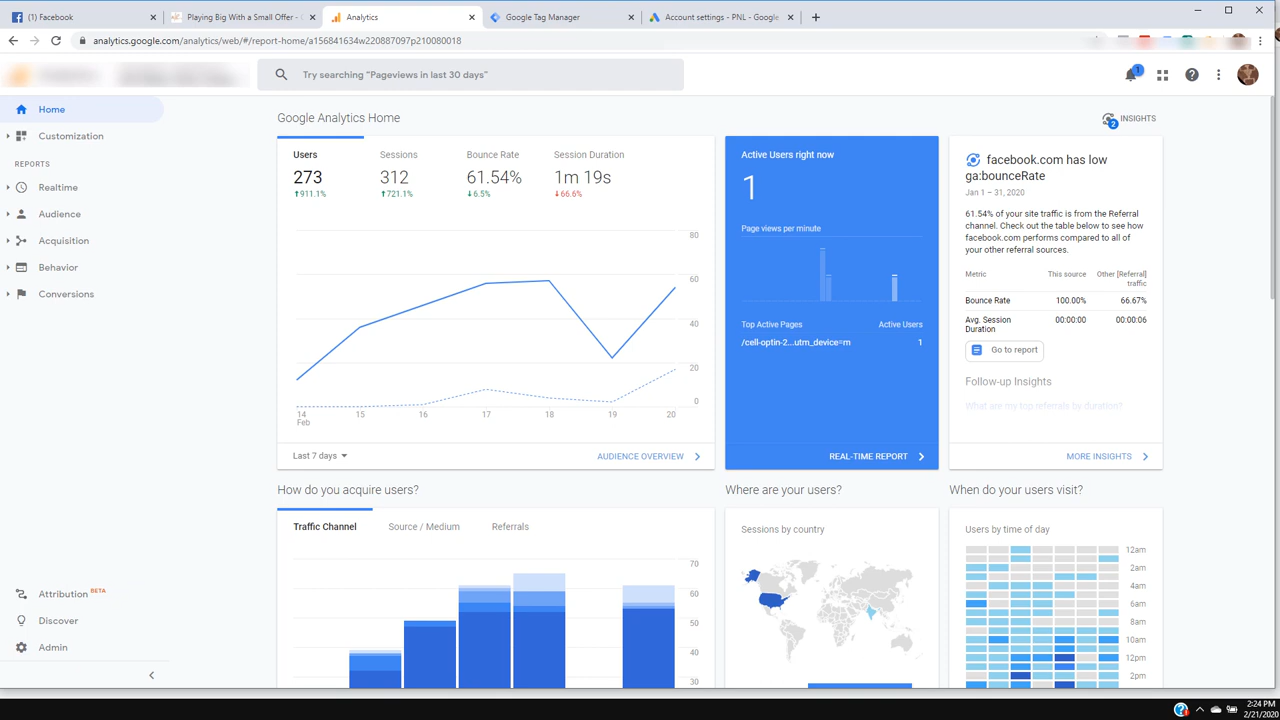 (1) Facebook
Playing Big With a Small Offer -
Analytics
Google Tag Manager
Account settings - PNL - Google
analytics.google.com/analytics/web/#/report-home/a156841634w220887097p210080018
Try searching "Pageviews in last 30 days"
1
Home
Customization
REPORTS
Realtime
Audience
Acquisition
Behavior
Conversions
Attribution BETA
Discover
Admin
Google Analytics Home
INSIGHTS
2
Users
273
↑911.1%
Sessions
312
↑721.1%
Bounce Rate
61.54%
↓6.5%
Session Duration
1m 19s
↓66.6%
80
60
40
20
0
14 15 16 17 18 19 20
Feb
Last 7 days
AUDIENCE OVERVIEW
Active Users right now
1
Page views per minute
Top Active Pages Active Users
/cell-optin-2...utm_device=m 1
REAL-TIME REPORT
facebook.com has low
ga:bounceRate
Jan 1 – 31, 2020
61.54% of your site traffic is from the Referral
channel. Check out the table below to see how
facebook.com performs compared to all of
your other referral sources.
Metric This source Other [Referral]
traffic
Bounce Rate 100.00% 66.67%
Avg. Session 00:00:00 00:00:06
Duration
Go to report
Follow-up Insights
What are my top referrals by duration?
MORE INSIGHTS
How do you acquire users?
Traffic Channel Source / Medium Referrals
70
60
50
40
30
Where are your users?
Sessions by country
When do your users visit?
Users by time of day
12am
2am
4am
6am
8am
10am
12pm
2pm
2:24 PM
2/21/2020